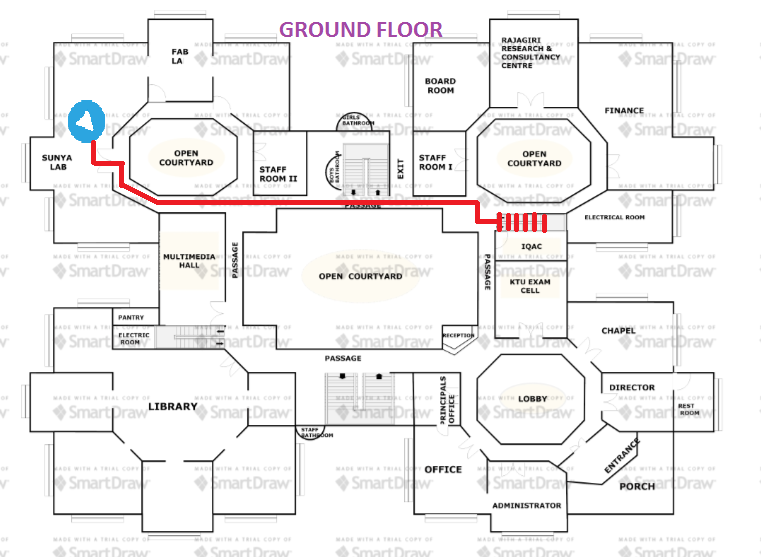 GROUND FLOOR
FAB
LA
RAJAGIRI
RESEARCH &
CONSULTANCY
CENTRE
BOARD
ROOM
FINANCE
GIRLS
BATHROOM
SUNYA
LAB
OPEN
COURTYARD
STAFF
ROOM II
BOYS
BATHROOM
EXIT
STAFF
ROOM I
OPEN
COURTYARD
PASSAGE
ELECTRICAL ROOM
MULTIMEDIA
HALL
PASSAGE
OPEN COURTYARD
PASSAGE
IQAC
KTU EXAM
CELL
PANTRY
ELECTRIC
ROOM
RECEPTION
CHAPEL
PASSAGE
LIBRARY
PRINCIPALS
OFFICE
LOBBY
DIRECTOR
REST
ROOM
STAFF
BATHROOM
OFFICE
ENTRANCE
PORCH
ADMINISTRATOR
MADE WITH A TRIAL COPY OF
SmartDraw